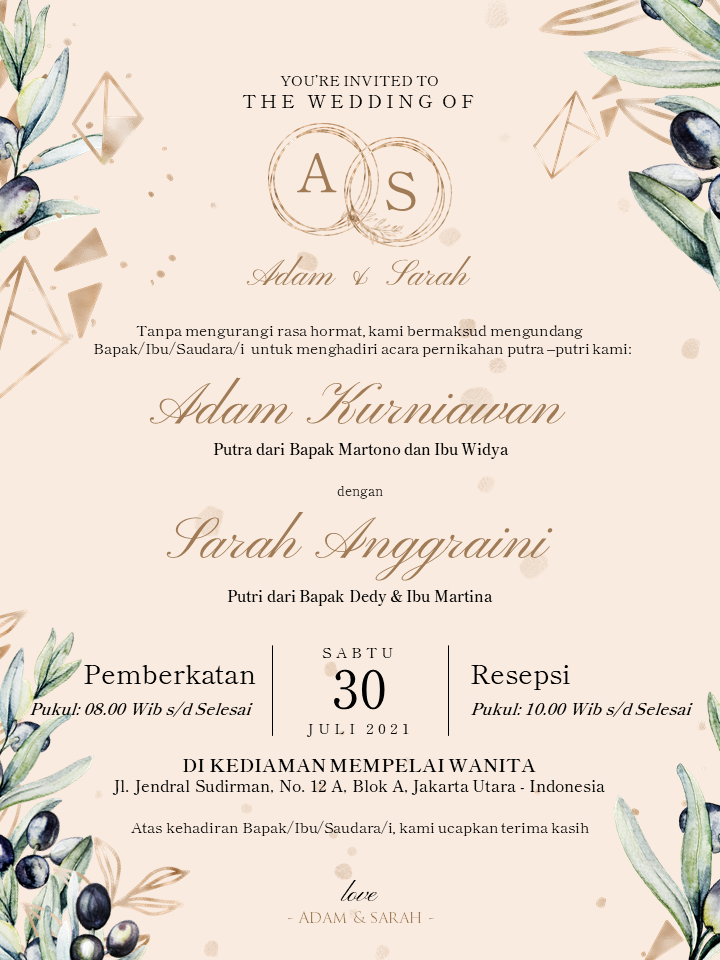 YOU'RE INVITED TO
THE WEDDING OF
A S
Adam & Sarah
Tanpa mengurangi rasa hormat, kami bermaksud mengundang
Bapak/Ibu/Saudara/i untuk menghadiri acara pernikahan putra –putri kami:
Adam Kurniawan
Putra dari Bapak Martono dan Ibu Widya
dengan
Sarah Anggraini
Putri dari Bapak Dedy & Ibu Martina
Pemberkatan
Pukul: 08.00 Wib s/d Selesai
SABTU
30
JULI 2021
Resepsi
Pukul: 10.00 Wib s/d Selesai
DI KEDIAMAN MEMPELAI WANITA
Jl. Jendral Sudirman, No. 12 A, Blok A, Jakarta Utara - Indonesia
Atas kehadiran Bapak/Ibu/Saudara/i, kami ucapkan terima kasih
love
- ADAM & SARAH -